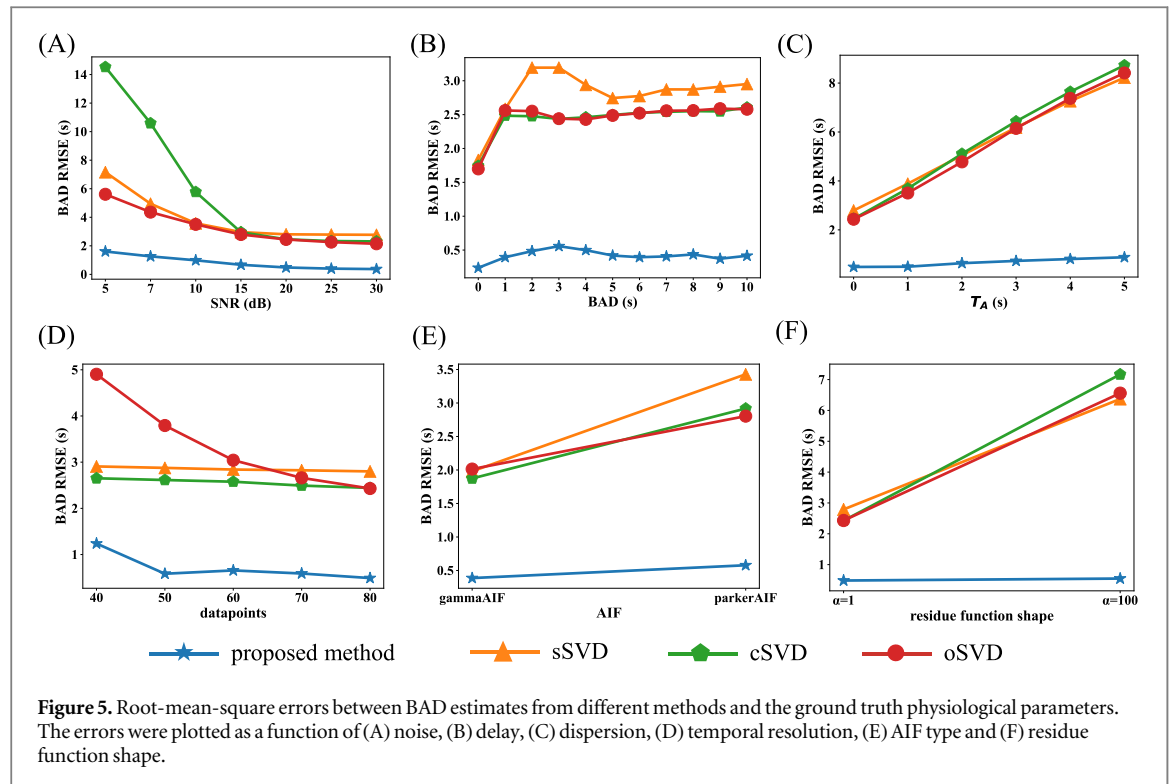 (A)
BAD RMSE (s)
14
12
10
8
6
4
2
0
5 7 10 15 20 25 30
SNR (dB)
(B)
BAD RMSE (s)
3.0
2.5
2.0
1.5
1.0
0.5
0 1 2 3 4 5 6 7 8 9 10
BAD (s)
(C)
BAD RMSE (s)
8
6
4
2
0 1 2 3 4 5
T_A (s)
(D)
BAD RMSE (s)
5
4
3
2
1
40 50 60 70 80
datapoints
(E)
BAD RMSE (s)
3.5
3.0
2.5
2.0
1.5
1.0
0.5
gammaAIF parkerAIF
AIF
(F)
BAD RMSE (s)
7
6
5
4
3
2
1
α=1 α=100
residue function shape
proposed method sSVD cSVD oSVD
Figure 5. Root-mean-square errors between BAD estimates from different methods and the ground truth physiological parameters.
The errors were plotted as a function of (A) noise, (B) delay, (C) dispersion, (D) temporal resolution, (E) AIF type and (F) residue
function shape.